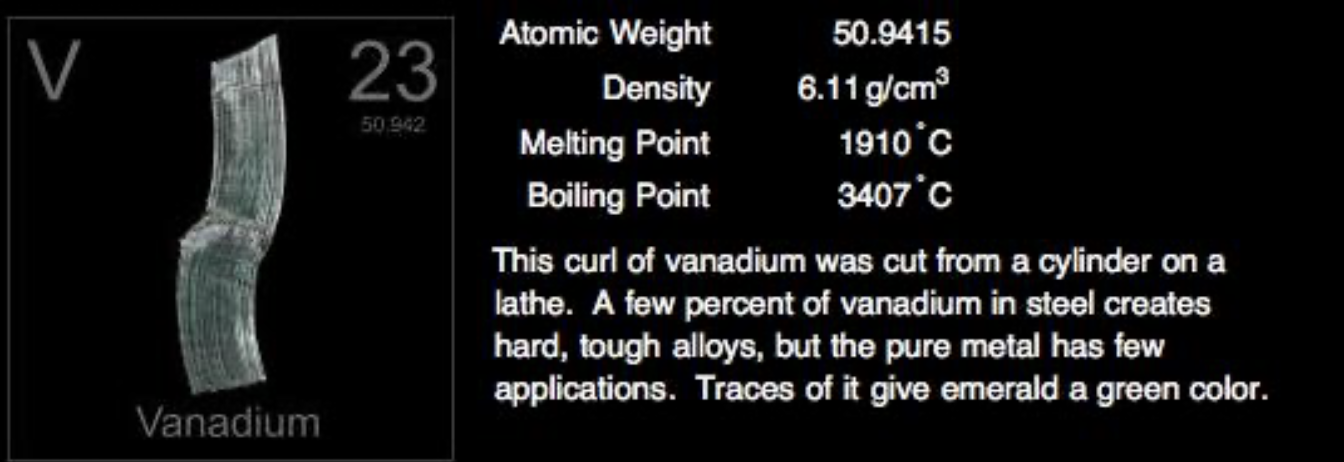 V 23
50.942
Vanadium
Atomic Weight 50.9415
Density 6.11 g/cm³
Melting Point 1910 °C
Boiling Point 3407 °C
This curl of vanadium was cut from a cylinder on a
lathe. A few percent of vanadium in steel creates
hard, tough alloys, but the pure metal has few
applications. Traces of it give emerald a green color.